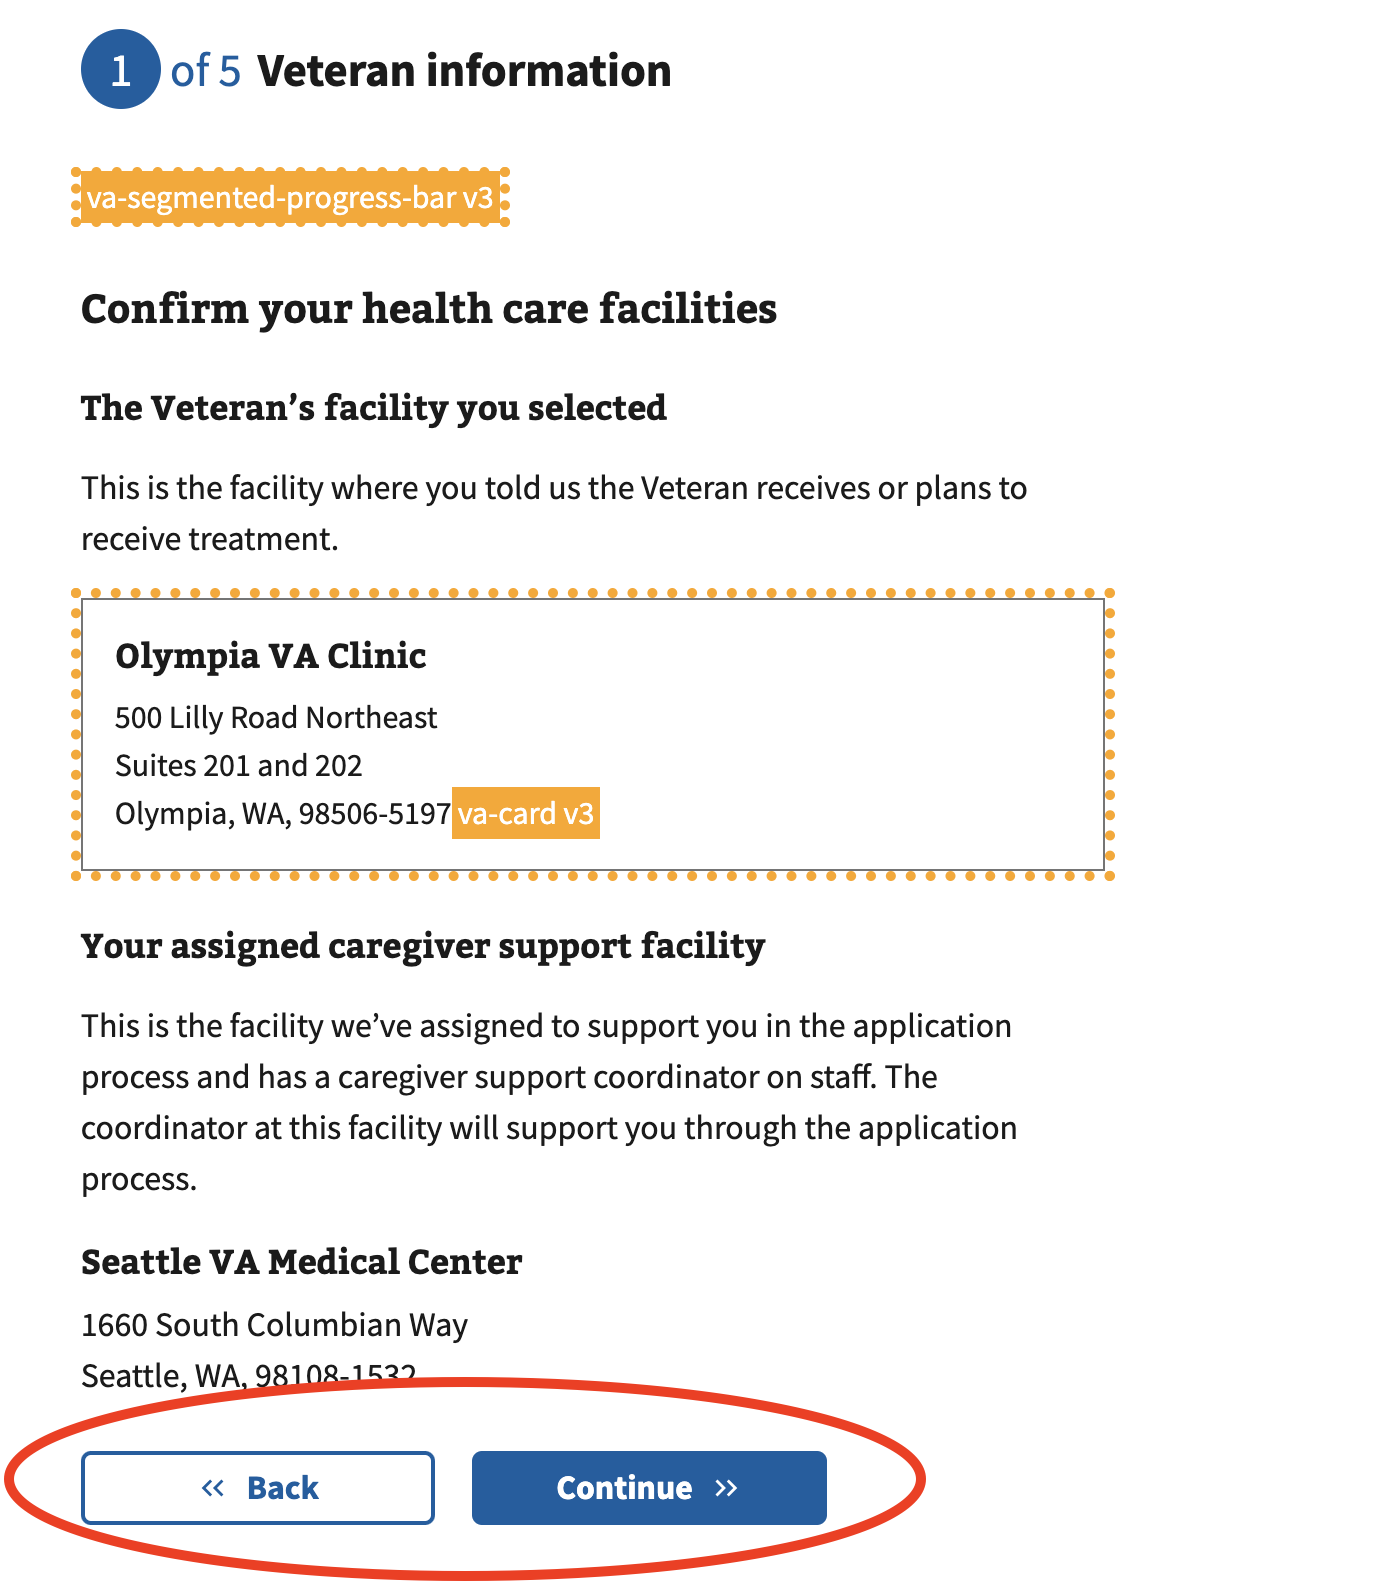 1 of 5 Veteran information
va-segmented-progress-bar v3
Confirm your health care facilities
The Veteran’s facility you selected
This is the facility where you told us the Veteran receives or plans to
receive treatment.
Olympia VA Clinic
500 Lilly Road Northeast
Suites 201 and 202
Olympia, WA, 98506-5197 va-card v3
Your assigned caregiver support facility
This is the facility we’ve assigned to support you in the application
process and has a caregiver support coordinator on staff. The
coordinator at this facility will support you through the application
process.
Seattle VA Medical Center
1660 South Columbian Way
Seattle, WA, 98108-1532
Back Continue